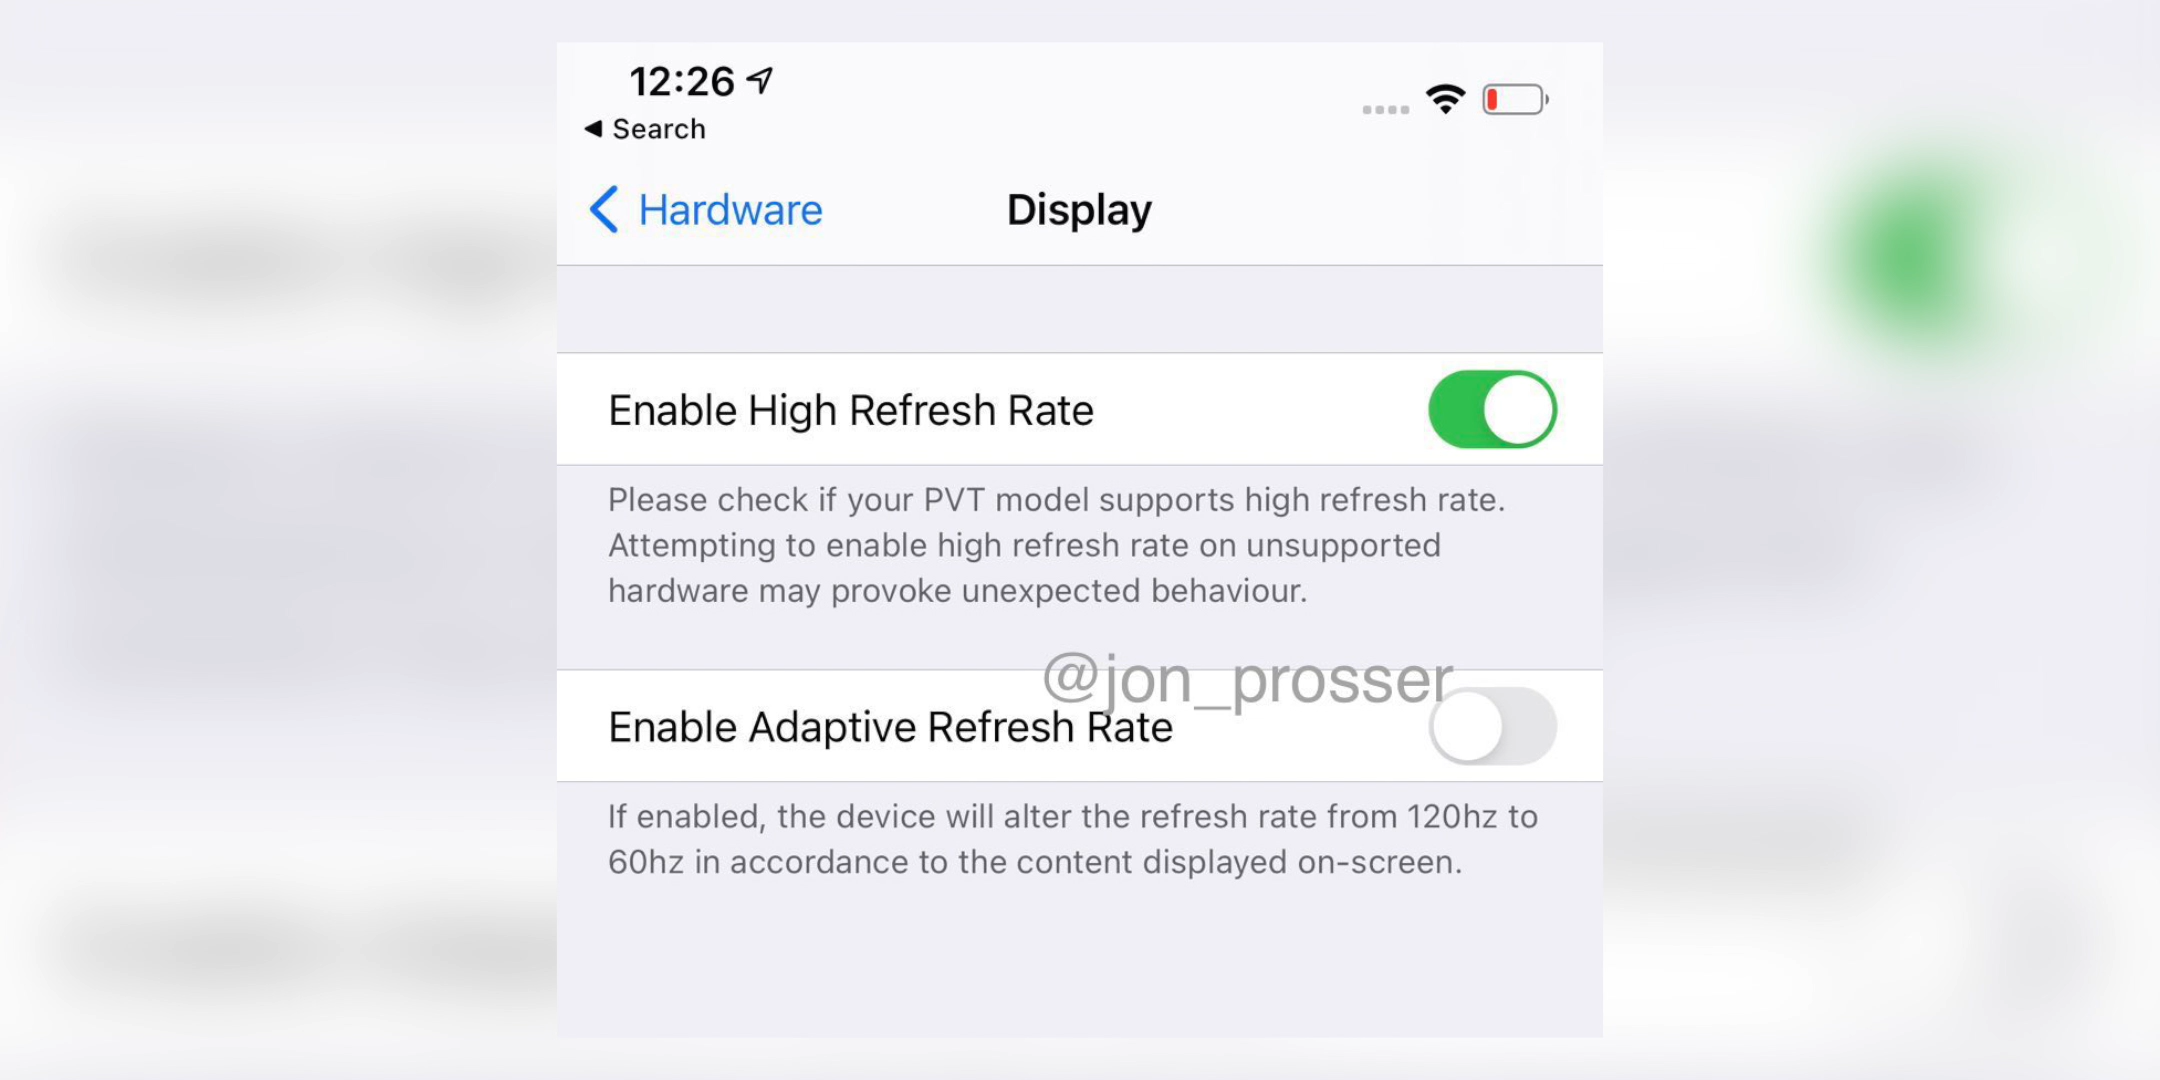 12:26
◀ Search
Hardware
Display
Enable High Refresh Rate
Please check if your PVT model supports high refresh rate.
Attempting to enable high refresh rate on unsupported
hardware may provoke unexpected behaviour.
@jon_prosser
Enable Adaptive Refresh Rate
If enabled, the device will alter the refresh rate from 120hz to
60hz in accordance to the content displayed on-screen.